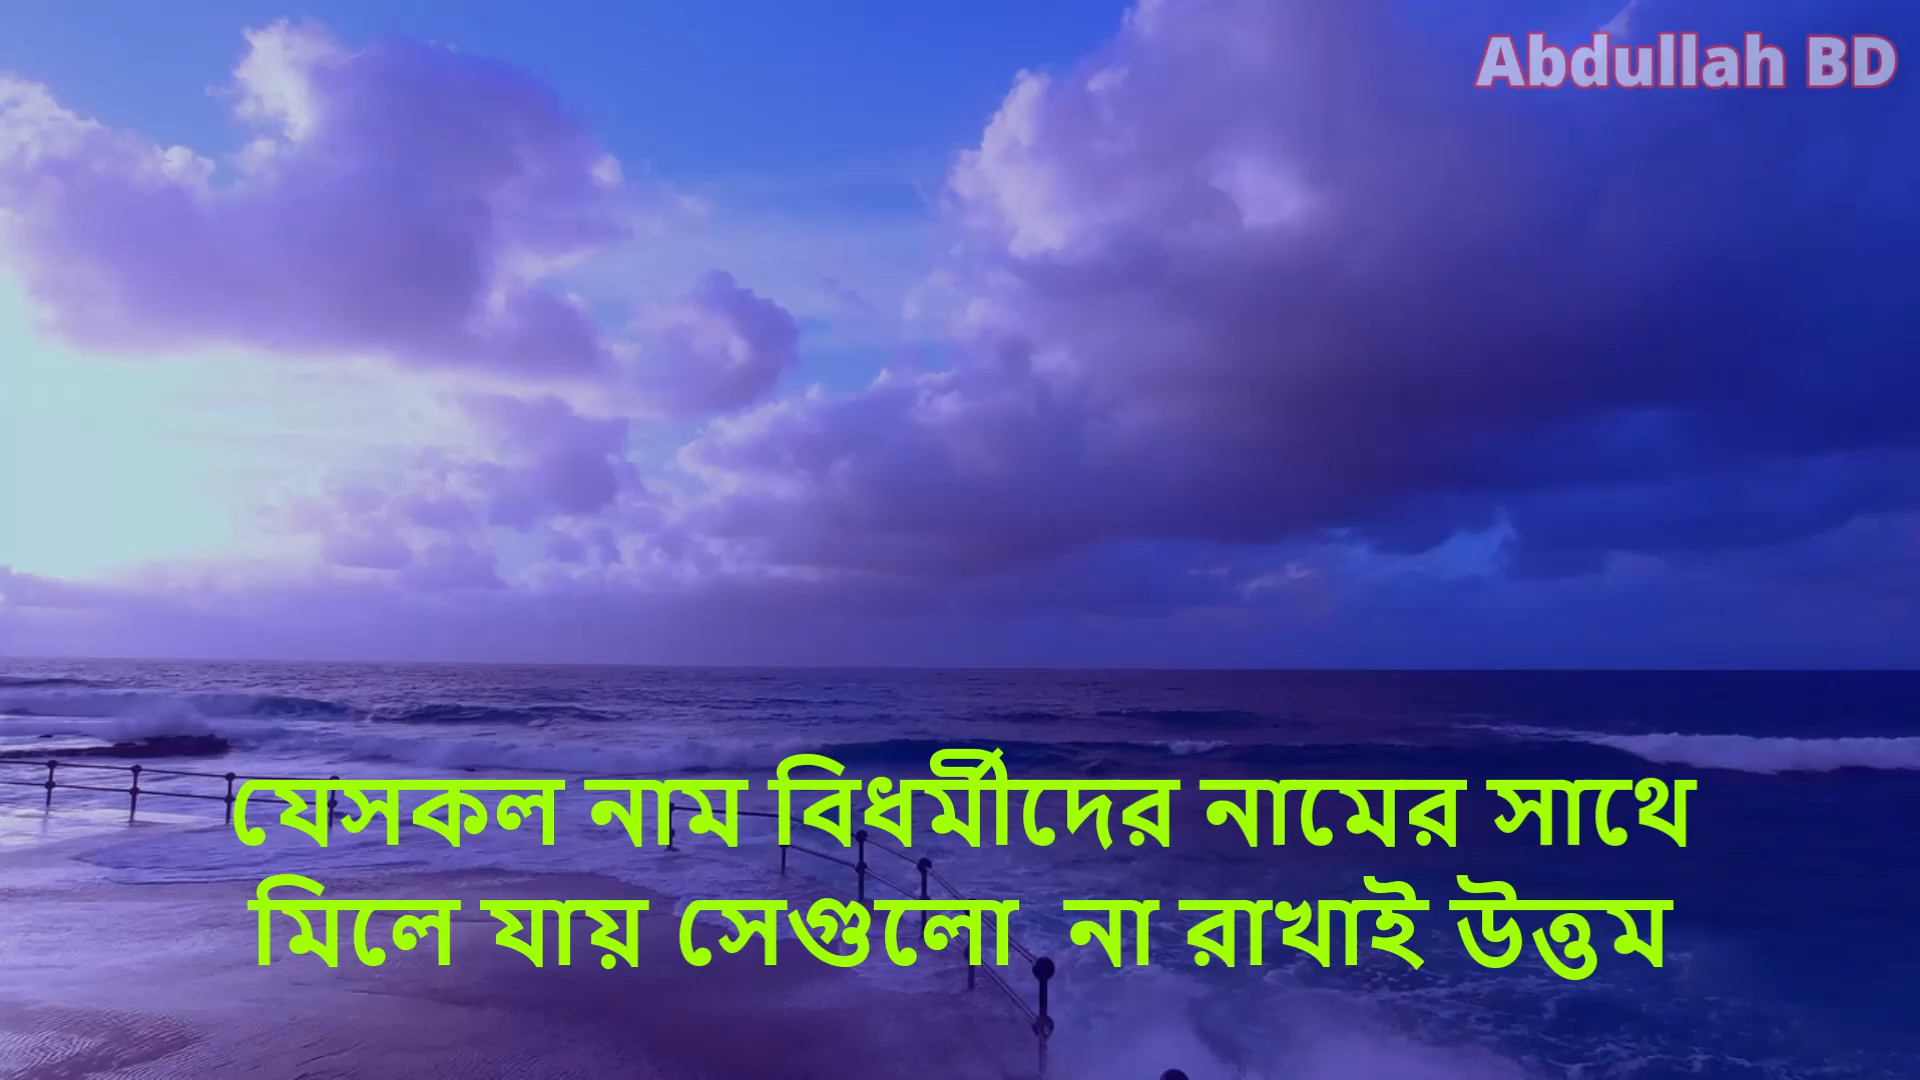 Abdullah BD
যেসকল নাম বিধর্মীদের নামের সাথে
মিলে যায় সেগুলো না রাখাই উত্তম